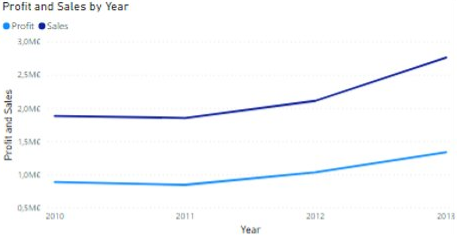 Profit and Sales by Year
Profit Sales
3,0M€
2,5M€
2,0M€
1,5M€
1,0M€
0,5M€
Profit and Sales
2010 2011 2012 2013
Year